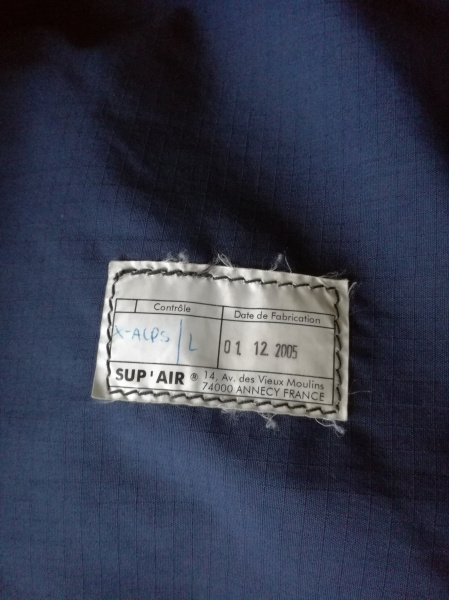 Contrôle Date de Fabrication
X-ALPS / L 01 12 2005
SUP'AIR ® 14, Av. des Vieux Moulins
74000 ANNECY FRANCE